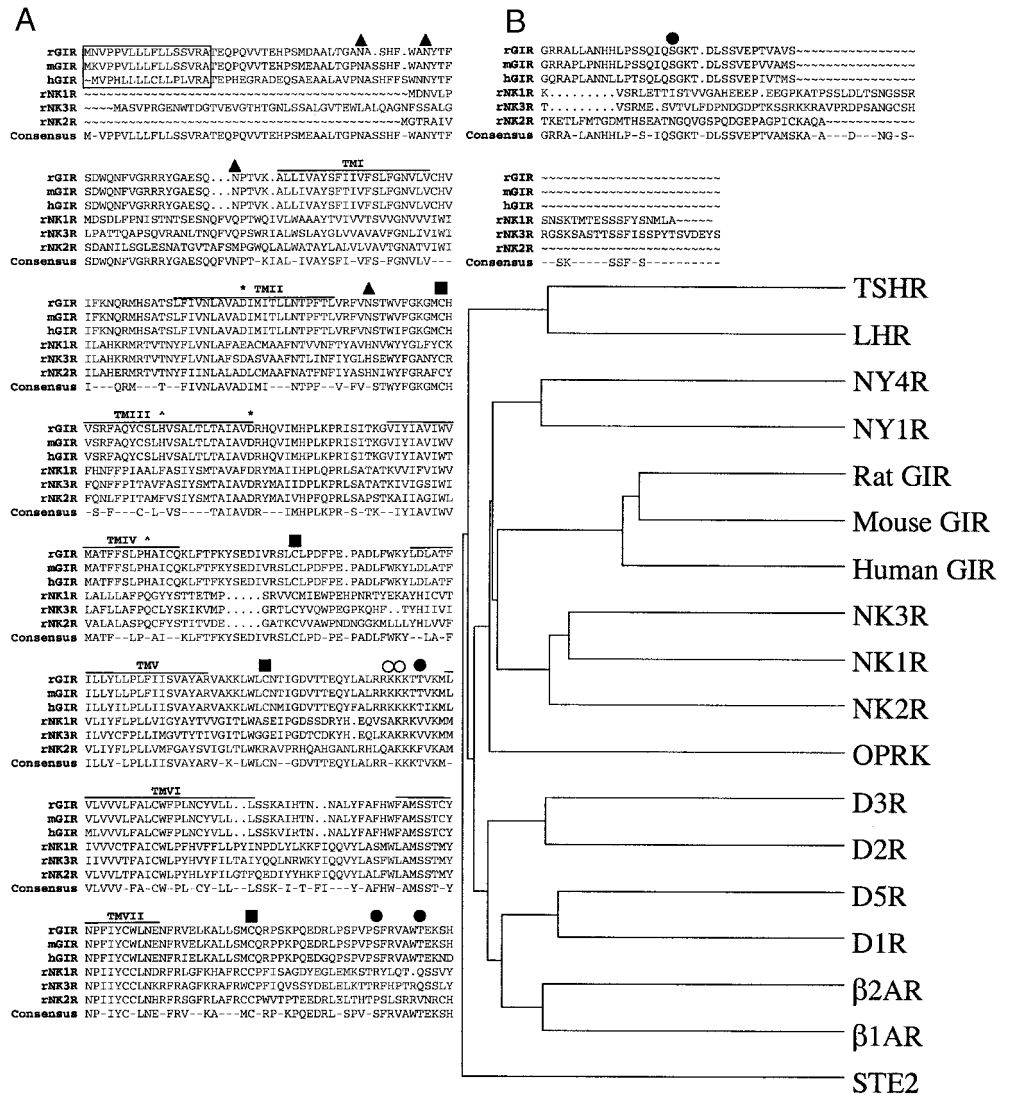 A
rGIR MNVPPVLLLFLLSSVRATEQPQVVTEHPSMDAALTGANA.SHF.WANYTF
mGIR MKVPPVLLLFLLSSVRATEQPQVVTEHPSMEAALTGPNASSHFWANYTF
hGIR ~MVPHLLLLCLLPLVRATEPHEGRADEQSAEAALAVPNASHFFSWNNYTF
rNK1R ~~~~~~~~~~~~~~~~~~~~~~~~~~~~~~~~~~~~~~~~~~~~MDNVLP
rNK3R ~~~~MASVPRGENWTDGTVEVGTHTGNLSSALGVTEWLALQAGNFSSALG
rNK2R ~~~~~~~~~~~~~~~~~~~~~~~~~~~~~~~~~~~~~~~~~~~MGTRAIV
Consensus M-VPPVLLLFLLSSVRATEQPQVVTEHPSMEAALTGPNASSHF-WANYTF
TMI
rGIR SDWQNFVGRRRYGAESQ...NPTVK.ALLIVAYSFIIVFSLFGNVLVCHV
mGIR SDWQNFVGRRRYGAESQ...NPTVK.ALLIVAYSFIIVFSLFGNVLVCHV
hGIR SDWQNFVGRRRYGAESQ...NPTVK.ALLIVAYSFIIVFSLFGNVLVCHV
rNK1R MDSDLFPNISTNTSESNQFVQPTWQIVLWAAAYTVIVVTSVVGNVVVIWI
rNK3R LPATTQAPSQVRANLTNQFVQPSWRIALWSLAYGLVVAVAVFGNLIVIWI
rNK2R SDANILSGLESNATGVTAFSMPGWQLALWATAYLALVLVAVTGNATVIWI
Consensus SDWQNFVGRRRYGAESQFVNPT-KIAL-IVAYSF-IVF-S-FGNVLV---
* TMII
rGIR IFKNQRMHSATSLFIVNLAVADIMITLLNTPFTLVRFVNSTWVFGKGMCH
mGIR IFKNQRMHSATSLFIVNLAVADIMITLLNTPFTLVRFVNSTWVFGKGMCH
hGIR IFKNQRMHSATSLFIVNLAVADIMITLLNTPFTLVRFVNSTWIFGKGMCH
rNK1R ILAHKRMRTVTNYFLVNLAFAEACMAAFNTVVNFTYAVHNVWYYGLFYCK
rNK3R ILAHKRMRTVTNYFLVNLAFSDASVAAFNTLINFIYGLHSEWYFGANYCR
rNK2R ILAHERMRTVTNYFIINLALADLCMAAFNATFNFIYASHNIWYFGRAFCY
Consensus I---QRM---T--FIVNLAVADIMI---NTPF--V-F-STWYFGKGMCH
TMIII ^ *
rGIR VSRFAQYCSLHVSALTLTAIAVDRHQVIMHPLKPRISITKGVIYIAVIWV
mGIR VSRFAQYCSLHVSALTLTAIAVDRHQVIMHPLKPRISITKGVIYIAVIWV
hGIR VSRFAQYCSLHVSALTLTAIAVDRHQVIMHPLKPRISITKGVIYIAVIWT
rNK1R FHNFFPIAALFASIYSMTAVAFDRYMAIIHPLQPRLSATATKVVIFVIWV
rNK3R FQNFFPITAVFASIYSMTAIAVDRYMAIIDPLKPRLSATATKIVIGSIWI
rNK2R FQNLFPITAMFVSIYSMTAIAADRYMAIVHPFQPRLSAPSTKAIIAGIWL
Consensus -S-F---C-L-VS----TAIAVDR---IMHPLKPR-S-TK--IYIAVIWV
TMIV ^
rGIR MATFFSLPHAICQKLFTFKYSEDIVRSLCLPDFPE.PADLFWKYLDLATF
mGIR MATFFSLPHAICQKLFTFKYSEDIVRSLCLPDFPE.PADLFWKYLDLATF
hGIR MATFFSLPHAICQKLFTFKYSEDIVRSLCLPDFPE.PADLFWKYLDLATF
rNK1R LALLLAFPQGYYSTTETMP.....SRVVCMIEWPEHPNRTYEKAYHICVT
rNK3R LAFLLAFPQCLYSKIKVMP.....GRTLCYVQWPEGPKQHF..TYHIIVI
rNK2R VALALASPQCFYSTITVDE.....GATKCVVAWPNDNGGKMLLLYHLVVF
Consensus MATF--LP-AI--KLFTFKYSEDIVRSLCLPD-PE-PADLFWKY--LA-F
TMV
rGIR ILLYLLPLFIISVAYARVAKKLWLCNTIGDVTTEQYLALRRKKKTTVKML
mGIR ILLYLLPLFIISVAYARVAKKLWLCNTIGDVTTEQYLALRRKKKTTVKML
hGIR ILLYILPLLIISVAYARVAKKLWLCNMIGDVTTEQYFALRRKKKKTIKML
rNK1R VLIYFLPLLVIGYAYTVVGITLWASEIPGDSSDRYH.EQVSAKRKVVKMM
rNK3R ILVYCFPLLIMGVTYTIVGITLWGGEIPGDTCDKYH.EQLKAKRKVVKMM
rNK2R VLIYFLPLLVMFGAYSVIGLTLWKRAVPRHQAHGANLRHLQAKKKFVKAM
Consensus ILLY-LPLLIISVAYARV-K-LWLCN--GDVTTEQYLALRR-KKKTVKM-
TMVI
rGIR VLVVVLFALCWFPLNCYVLL..LSSKAIHTN..NALYFAFHWFAMSSTCY
mGIR VLVVVLFALCWFPLNCYVLL..LSSKAIHTN..NALYFAFHWFAMSSTCY
hGIR MLVVVLFALCWFPLNCYVLL..LSSKVIRTN..NALYFAFHWFAMSSTCY
rNK1R IVVVCTFAICWLPFHVFFLLPYINPDLYLKKFIQQVYLASMWLAMSSTMY
rNK3R IIVVVTFAICWLPYHVYFILTAIYQQLNRWKYIQQVYLASFWLAMSSTMY
rNK2R VLVVLTFAICWLPYHLYFILGTFQEDIYYHKFIQQVYLALFWLAMSSTMY
Consensus VLVVV-FA-CW-PL-CY-LL--LSSK-I-T-FI---Y-AFHW-AMSST-Y
TMVII
rGIR NPFIYCWLNENFRVELKALLSMCQRPSKPQEDRLPSPVPSFRVAWTEKSH
mGIR NPFIYCWLNENFRVELKALLSMCQRPPKPQEDRLPSPVPSFRVAWTEKSH
hGIR NPFIYCWLNENFRIELKALLSMCQRPPKPQEDGQPSPVPSFRVAWTEKND
rNK1R NPIIYCCLNDRFRLGFKHAFRCCPFISAGDYEGLEMKSTRYLQT.QSSVY
rNK3R NPIIYCCLNKRFRAGFKRAFRWCPFIQVSSYDELELKTTRFHPTRQSSLY
rNK2R NPIIYCCLNHRFRSGFRLAFRCCPWVTPTEEDRLELTHTPSLSRRVNRCH
Consensus NP-IYC-LNE-FRV--KA---MC-RP-KPQEDRL-SPV-SFRVAWTEKSH
B
rGIR GRRALLANHHLPSSQIQSGKT.DLSSVEPTVAVS~~~~~~~~~~~~~~~~
mGIR GRRAPLPNHHLPSSQIQSGKT.DLSSVEPVVAMS~~~~~~~~~~~~~~~~
hGIR GQRAPLANNLLPTSQLQSGKT.DLSSVEPIVTMS~~~~~~~~~~~~~~~~
rNK1R K.........VSRLETTISTVVGAHEEEP.EEGPKATPSSLDLTSNGSSR
rNK3R T.........VSRMES.VTVLFDPNDGDPTKSSRKKRAVPRDPSANGCSH
rNK2R TKETLFMTGDMTHSEATNGQVGSPQDGEPAGPICKAQA~~~~~~~~~~~~
Consensus GRRA-LANHHLP-S-IQSGKT-DLSSVEPTVAMSKA-A---D---NG-S-
rGIR ~~~~~~~~~~~~~~~~~~~~~~~~~~~~~
mGIR ~~~~~~~~~~~~~~~~~~~~~~~~~~~~~
hGIR ~~~~~~~~~~~~~~~~~~~~~~~~~~~~~
rNK1R SNSKTMTESSSFYSNMLA~~~~~
rNK3R RGSKSASTTSSFISSPYTSVDEYS
rNK2R ~~~~~~~~~~~~~~~~~~~~~~~~~~~~~
Consensus --SK-----SSF-S----------
TSHR
LHR
NY4R
NY1R
Rat GIR
Mouse GIR
Human GIR
NK3R
NK1R
NK2R
OPRK
D3R
D2R
D5R
D1R
β2AR
β1AR
STE2